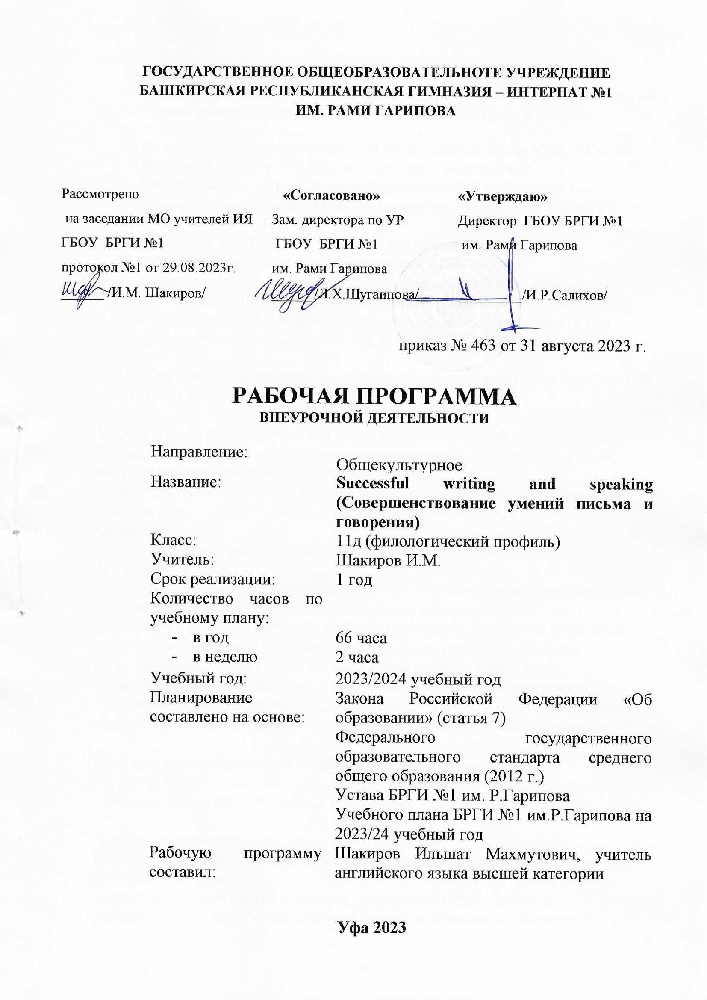 ГОСУДАРСТВЕННОЕ ОБЩЕОБРАЗОВАТЕЛЬНОТЕ УЧРЕЖДЕНИЕ
БАШКИРСКАЯ РЕСПУБЛИКАНСКАЯ ГИМНАЗИЯ – ИНТЕРНАТ №1
ИМ. РАМИ ГАРИПОВА
Рассмотрено
на заседании МО учителей ИЯ
ГБОУ БРГИ №1
протокол №1 от 29.08.2023г.
/И.М. Шакиров/
«Согласовано»
Зам. директора по УР
ГБОУ БРГИ №1
им. Рами Гарипова
/Л.Х.Шугаипова/
«Утверждаю»
Директор ГБОУ БРГИ №1
им. Рами Гарипова
/И.Р.Салихов/
приказ № 463 от 31 августа 2023 г.
РАБОЧАЯ ПРОГРАММА
ВНЕУРОЧНОЙ ДЕЯТЕЛЬНОСТИ
Направление:
Общекультурное
Название:
Successful writing and speaking
(Совершенствование умений письма и
говорения)
Класс: 11д (филологический профиль)
Учитель: Шакиров И.М.
Срок реализации: 1 год
Количество часов по
учебному плану:
- в год 66 часа
- в неделю 2 часа
Учебный год: 2023/2024 учебный год
Планирование
составлено на основе:
Закона Российской Федерации «Об
образовании» (статья 7)
Федерального государственного
образовательного стандарта среднего
общего образования (2012 г.)
Устава БРГИ №1 им. Р.Гарипова
Учебного плана БРГИ №1 им.Р.Гарипова на
2023/24 учебный год
Рабочую программу
составил:
Шакиров Ильшат Махмутович, учитель
английского языка высшей категории
Уфа 2023